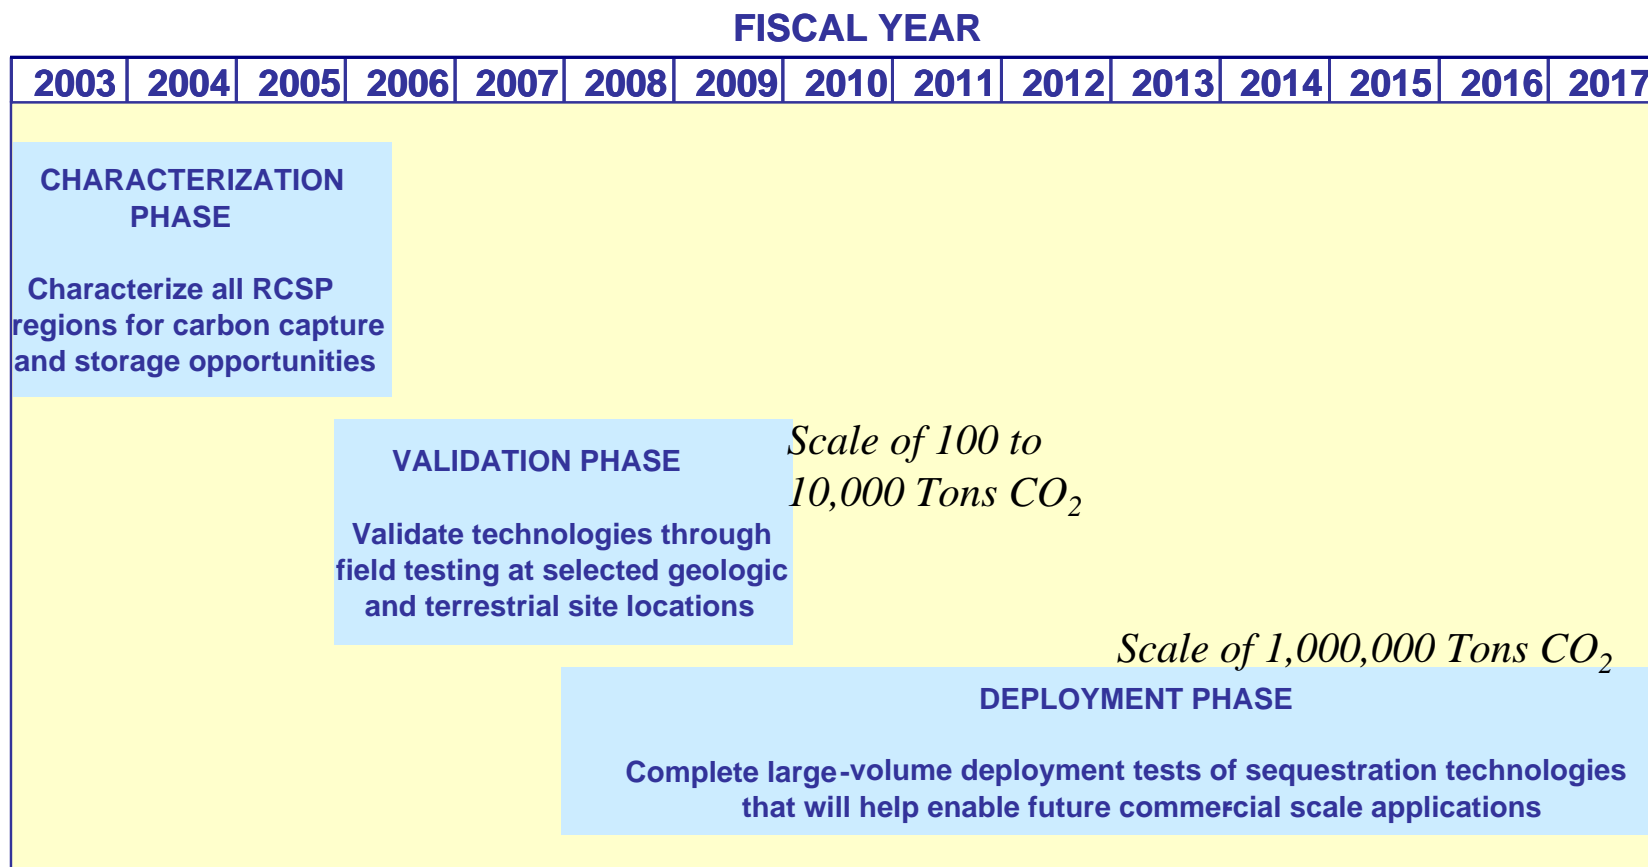 FISCAL YEAR
2003 2004 2005 2006 2007 2008 2009 2010 2011 2012 2013 2014 2015 2016 2017
CHARACTERIZATION
PHASE
Characterize all RCSP
regions for carbon capture
and storage opportunities
VALIDATION PHASE
Validate technologies through
field testing at selected geologic
and terrestrial site locations
Scale of 100 to
10,000 Tons CO₂
Scale of 1,000,000 Tons CO₂
DEPLOYMENT PHASE
Complete large-volume deployment tests of sequestration technologies
that will help enable future commercial scale applications